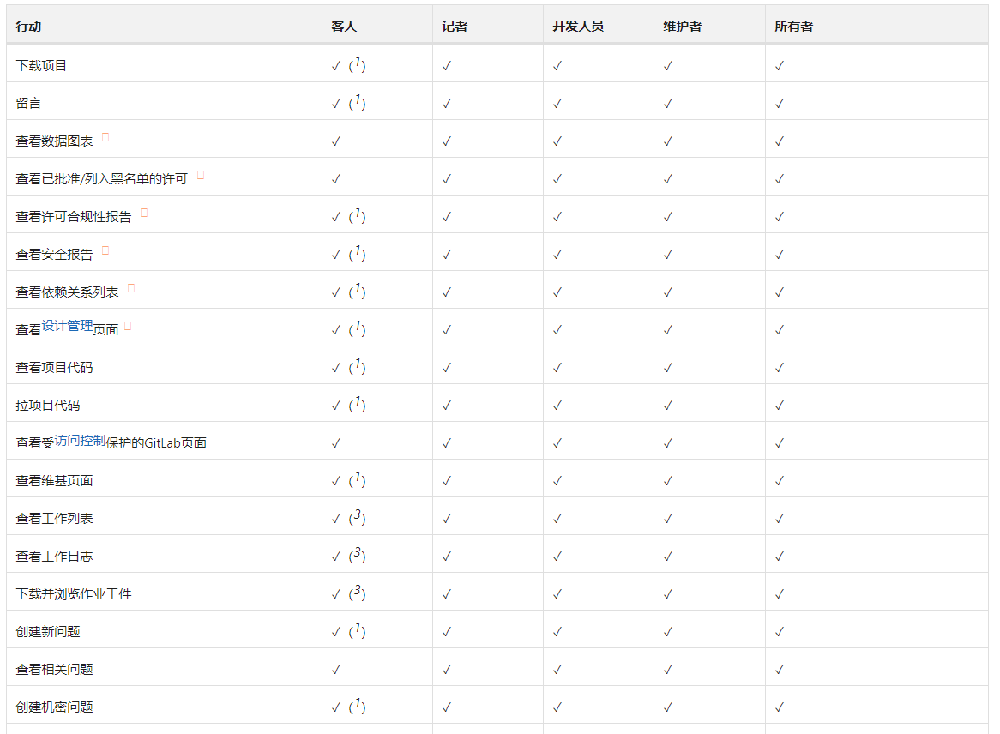 行动 客人 记者 开发人员 维护者 所有者
下载项目 ✓ (1) ✓ ✓ ✓ ✓
留言 ✓ (1) ✓ ✓ ✓ ✓
查看数据图表 ✓ ✓ ✓ ✓ ✓
查看已批准/列入黑名单的许可 ✓ ✓ ✓ ✓ ✓
查看许可合规性报告 ✓ (1) ✓ ✓ ✓ ✓
查看安全报告 ✓ (1) ✓ ✓ ✓ ✓
查看依赖关系列表 ✓ (1) ✓ ✓ ✓ ✓
查看设计管理页面 ✓ (1) ✓ ✓ ✓ ✓
查看项目代码 ✓ (1) ✓ ✓ ✓ ✓
拉项目代码 ✓ (1) ✓ ✓ ✓ ✓
查看受访问控制保护的GitLab页面 ✓ ✓ ✓ ✓ ✓
查看维基页面 ✓ (1) ✓ ✓ ✓ ✓
查看工作列表 ✓ (3) ✓ ✓ ✓ ✓
查看工作日志 ✓ (3) ✓ ✓ ✓ ✓
下载并浏览作业工件 ✓ (3) ✓ ✓ ✓ ✓
创建新问题 ✓ (1) ✓ ✓ ✓ ✓
查看相关问题 ✓ ✓ ✓ ✓ ✓
创建机密问题 ✓ (1) ✓ ✓ ✓ ✓